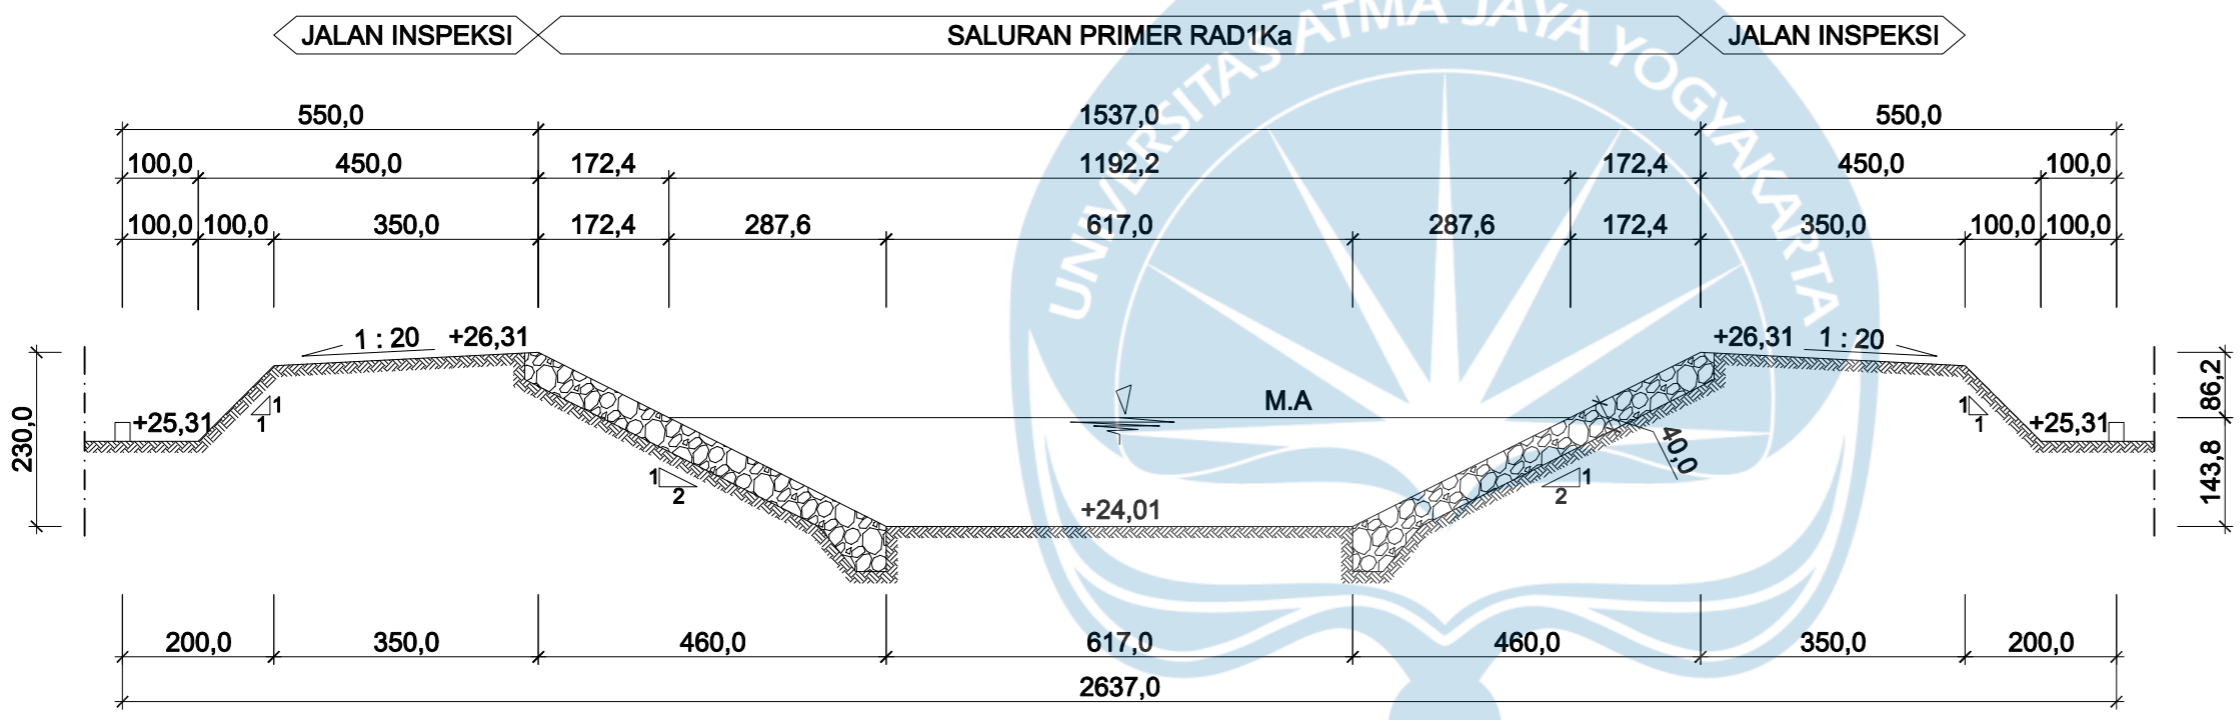 JALAN INSPEKSI SALURAN PRIMER RAD1Ka JALAN INSPEKSI
UNIVERSITAS ATMA JAYA YOGYAKARTA
550,0 1537,0 550,0
100,0 450,0 172,4 1192,2 172,4 450,0 100,0
100,0 100,0 350,0 172,4 287,6 617,0 287,6 172,4 350,0 100,0 100,0
1 : 20 +26,31 +26,31 1 : 20
230,0 +25,31 1 1 M.A 1 1 +25,31 86,2
40,0
1 2 1 2 143,8
+24,01
200,0 350,0 460,0 617,0 460,0 350,0 200,0
2637,0